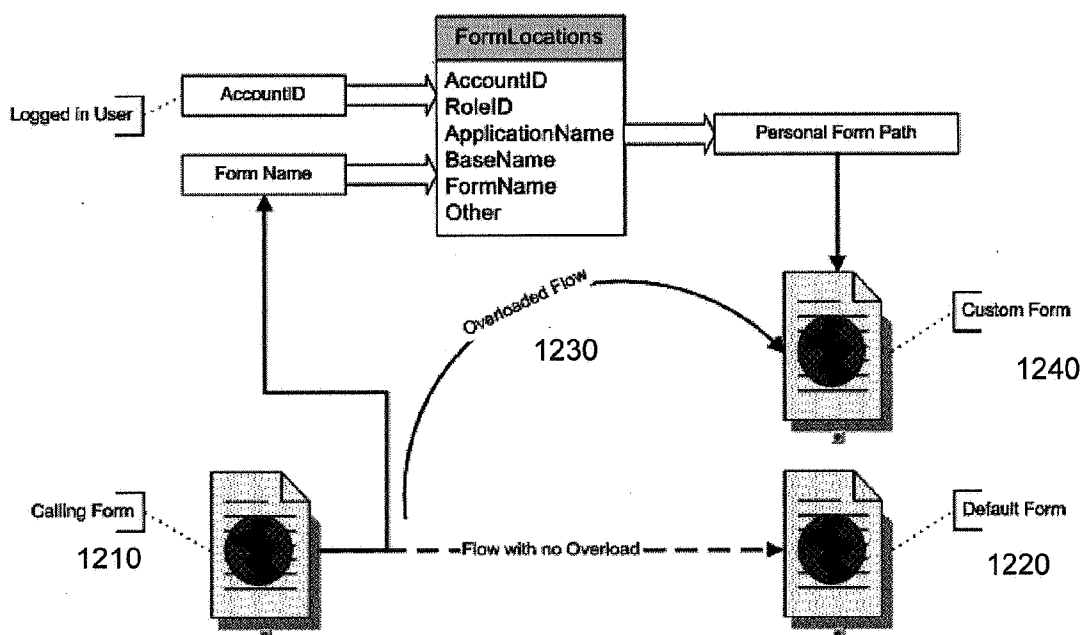 FormLocations
AccountID
RoleID
ApplicationName
BaseName
FormName
Other
Logged in User
AccountID
Form Name
Personal Form Path
Overloaded Flow
1230
Custom Form
1240
Calling Form
1210
Flow with no Overload
Default Form
1220